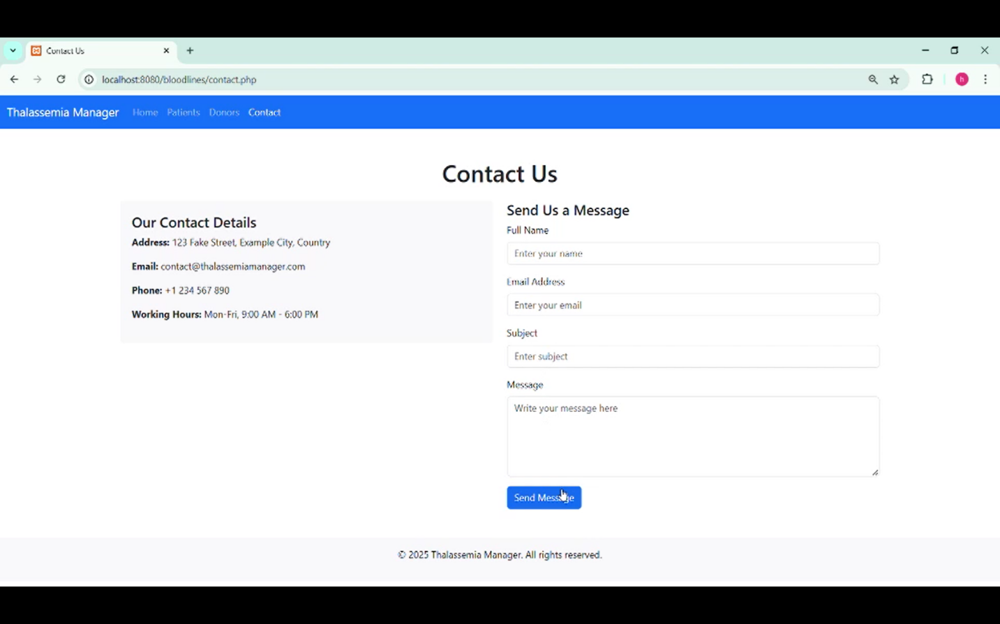 Contact Us
localhost:8080/bloodlines/contact.php
h
Thalassemia Manager Home Patients Donors Contact
Contact Us
Our Contact Details
Address: 123 Fake Street, Example City, Country
Email: contact@thalassemiamanager.com
Phone: +1 234 567 890
Working Hours: Mon-Fri, 9:00 AM - 6:00 PM
Send Us a Message
Full Name
Enter your name
Email Address
Enter your email
Subject
Enter subject
Message
Write your message here
Send Message
© 2025 Thalassemia Manager. All rights reserved.